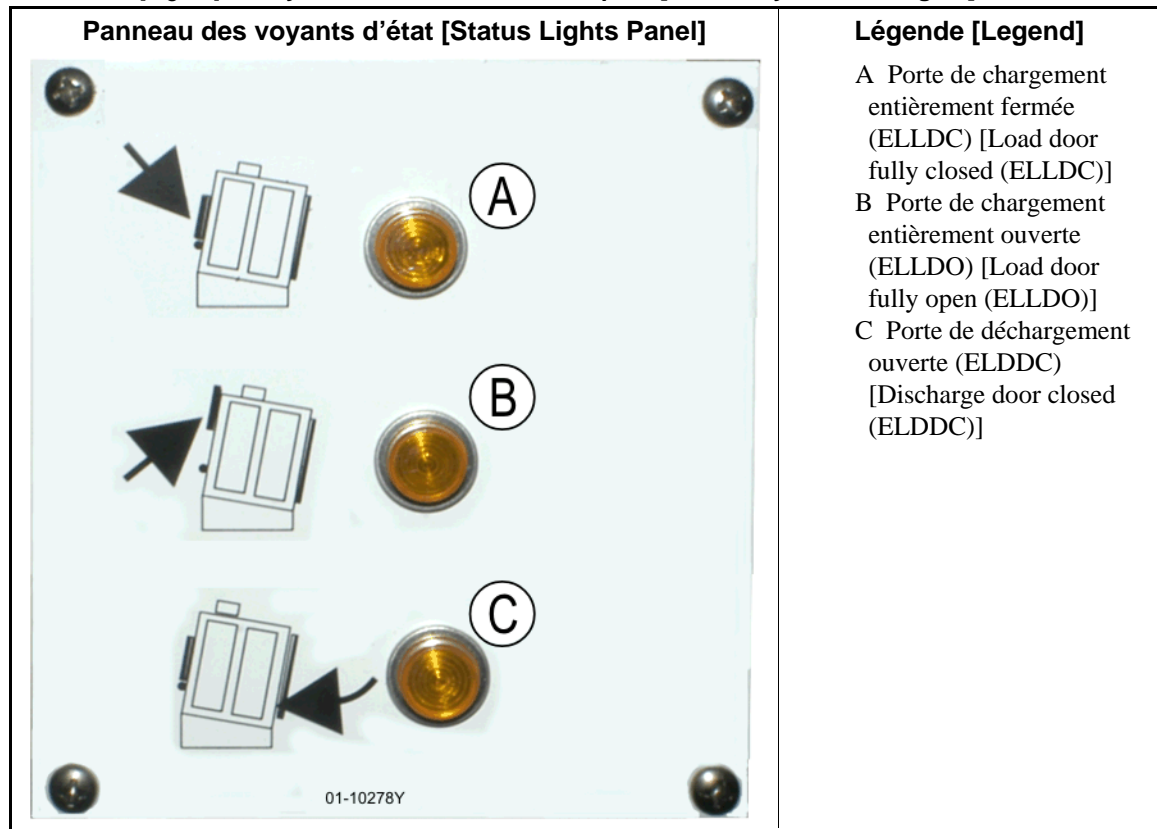 Panneau des voyants d'état [Status Lights Panel]
A
B
C
01-10278Y
Légende [Legend]
A Porte de chargement
entièrement fermée
(ELLDC) [Load door
fully closed (ELLDC)]
B Porte de chargement
entièrement ouverte
(ELLDO) [Load door
fully open (ELLDO)]
C Porte de déchargement
ouverte (ELDDC)
[Discharge door closed
(ELDDC)]